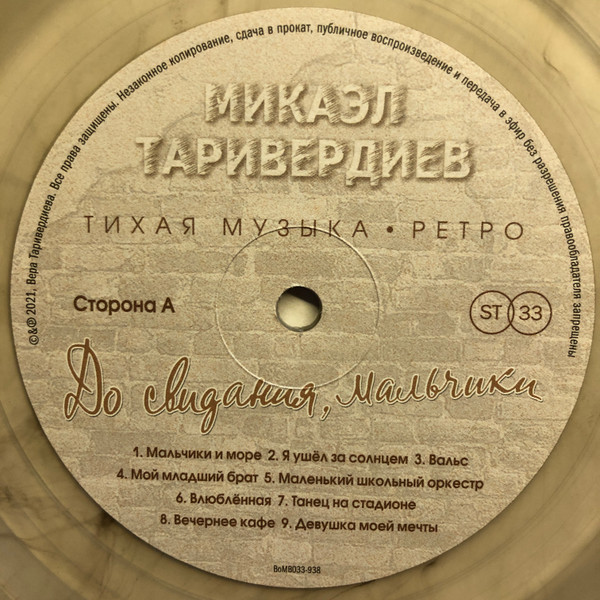 ©&℗ 2021, Вера Таривердиева. Все права защищены. Незаконное копирование, сдача в прокат, публичное воспроизведение и передача в эфир без разрешения правообладателя запрещены
МИКАЭЛ
ТАРИВЕРДИЕВ
ТИХАЯ МУЗЫКА • РЕТРО
Сторона А
ST 33
До свидания, мальчики
1. Мальчики и море 2. Я ушёл за солнцем 3. Вальс
4. Мой младший брат 5. Маленький школьный оркестр
6. Влюблённая 7. Танец на стадионе
8. Вечернее кафе 9. Девушка моей мечты
BoMB033-938